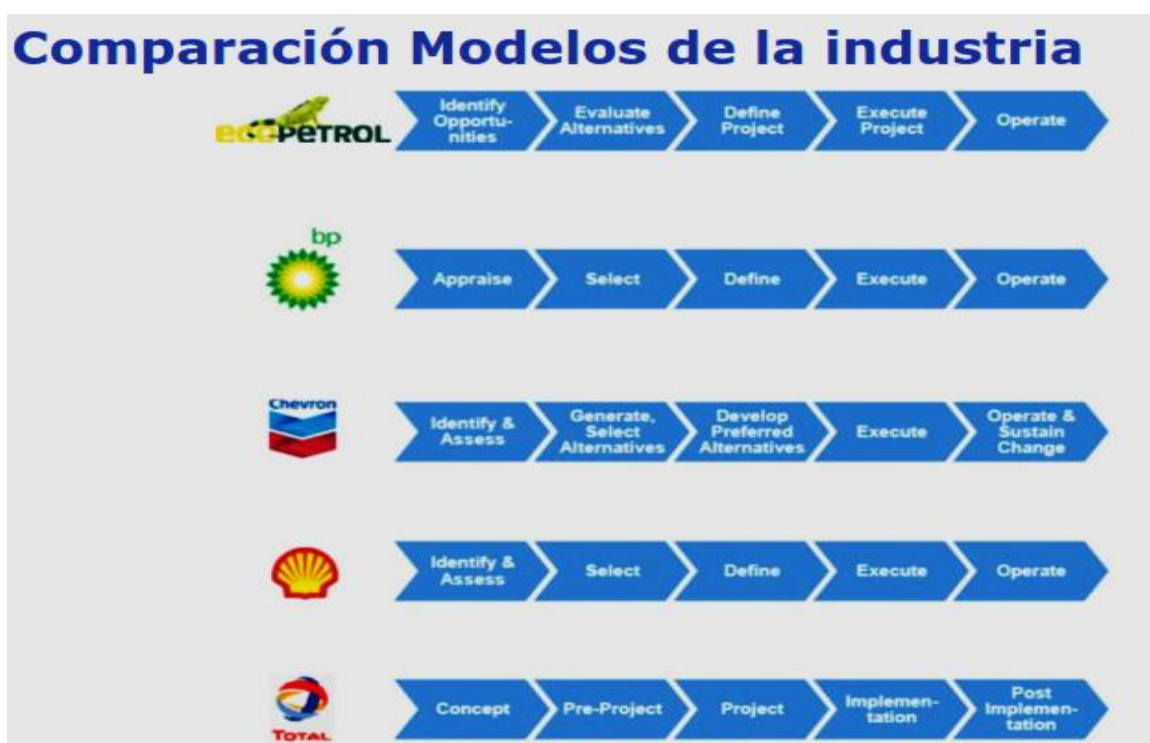 Comparación Modelos de la industria
ecoPETROL
Identify
Opportu-
nities
Evaluate
Alternatives
Define
Project
Execute
Project
Operate
bp
Appraise
Select
Define
Execute
Operate
Chevron
Identify &
Assess
Generate,
Select
Alternatives
Develop
Preferred
Alternatives
Execute
Operate &
Sustain
Change
Identify &
Assess
Select
Define
Execute
Operate
TOTAL
Concept
Pre-Project
Project
Implemen-
tation
Post
Implemen-
tation